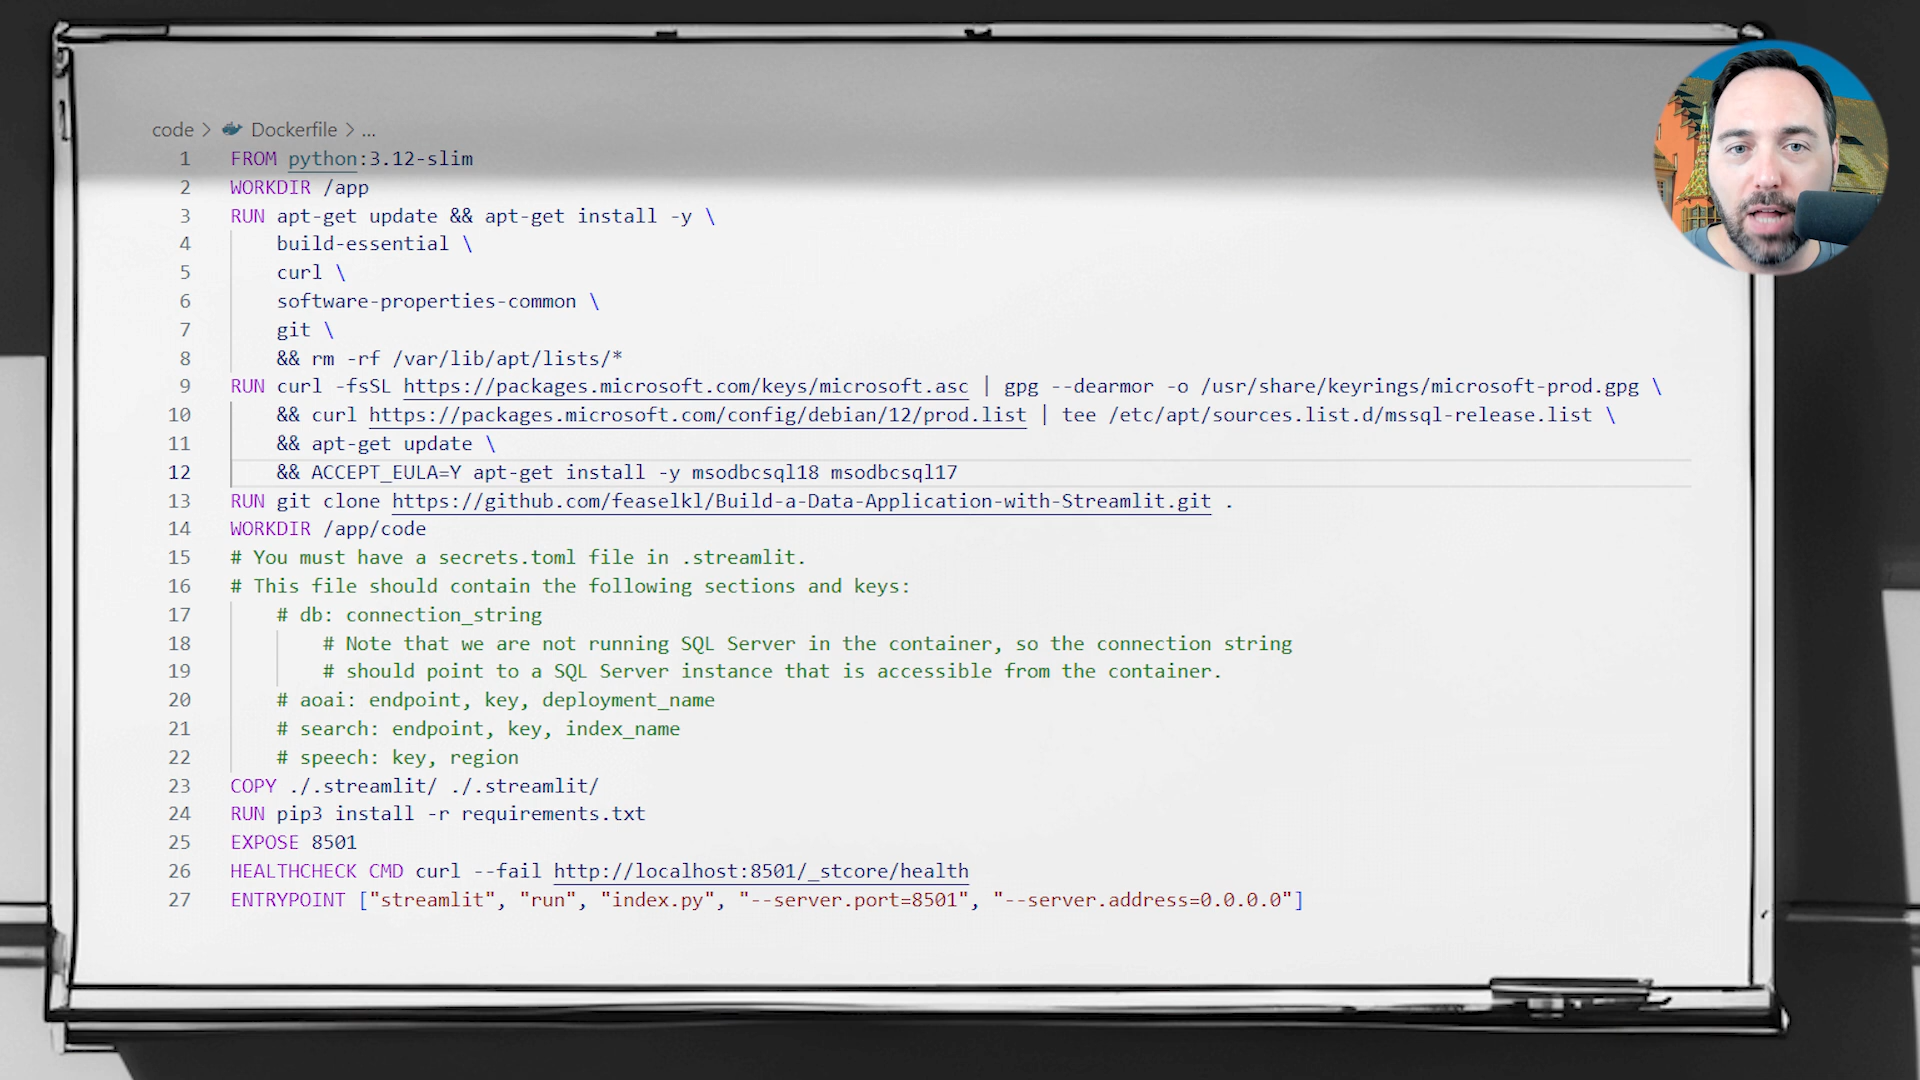 code > Dockerfile > ...
1 FROM python:3.12-slim
2 WORKDIR /app
3 RUN apt-get update && apt-get install -y \
4     build-essential \
5     curl \
6     software-properties-common \
7     git \
8     && rm -rf /var/lib/apt/lists/*
9 RUN curl -fsSL https://packages.microsoft.com/keys/microsoft.asc | gpg --dearmor -o /usr/share/keyrings/microsoft-prod.gpg \
10     && curl https://packages.microsoft.com/config/debian/12/prod.list | tee /etc/apt/sources.list.d/mssql-release.list \
11     && apt-get update \
12     && ACCEPT_EULA=Y apt-get install -y msodbcsql18 msodbcsql17
13 RUN git clone https://github.com/feaselkl/Build-a-Data-Application-with-Streamlit.git .
14 WORKDIR /app/code
15 # You must have a secrets.toml file in .streamlit.
16 # This file should contain the following sections and keys:
17     # db: connection_string
18         # Note that we are not running SQL Server in the container, so the connection string
19         # should point to a SQL Server instance that is accessible from the container.
20     # aoai: endpoint, key, deployment_name
21     # search: endpoint, key, index_name
22     # speech: key, region
23 COPY ./.streamlit/ ./.streamlit/
24 RUN pip3 install -r requirements.txt
25 EXPOSE 8501
26 HEALTHCHECK CMD curl --fail http://localhost:8501/_stcore/health
27 ENTRYPOINT ["streamlit", "run", "index.py", "--server.port=8501", "--server.address=0.0.0.0"]